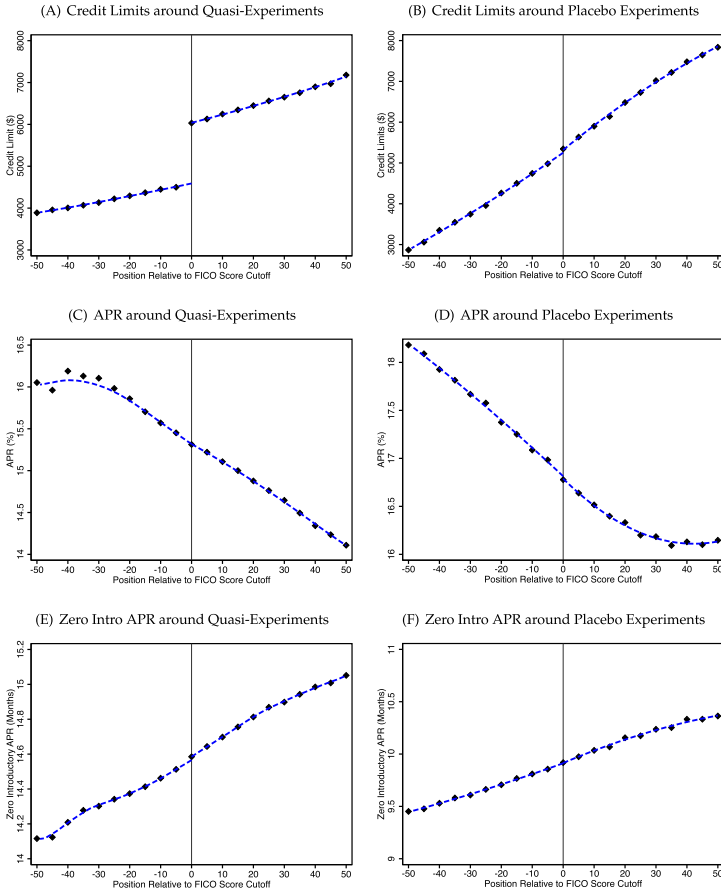 (A) Credit Limits around Quasi-Experiments
Credit Limit ($)
8000
7000
6000
5000
4000
3000
-50 -40 -30 -20 -10 0 10 20 30 40 50
Position Relative to FICO Score Cutoff
(B) Credit Limits around Placebo Experiments
Credit Limits ($)
8000
7000
6000
5000
4000
3000
-50 -40 -30 -20 -10 0 10 20 30 40 50
Position Relative to FICO Score Cutoff
(C) APR around Quasi-Experiments
APR (%)
16.5
16
15.5
15
14.5
14
-50 -40 -30 -20 -10 0 10 20 30 40 50
Position Relative to FICO Score Cutoff
(D) APR around Placebo Experiments
APR (%)
18
17.5
17
16.5
16
-50 -40 -30 -20 -10 0 10 20 30 40 50
Position Relative to FICO Score Cutoff
(E) Zero Intro APR around Quasi-Experiments
Zero Introductory APR (Months)
15.2
15
14.8
14.6
14.4
14.2
14
-50 -40 -30 -20 -10 0 10 20 30 40 50
Position Relative to FICO Score Cutoff
(F) Zero Intro APR around Placebo Experiments
Zero Introductory APR (Months)
11
10.5
10
9.5
9
-50 -40 -30 -20 -10 0 10 20 30 40 50
Position Relative to FICO Score Cutoff